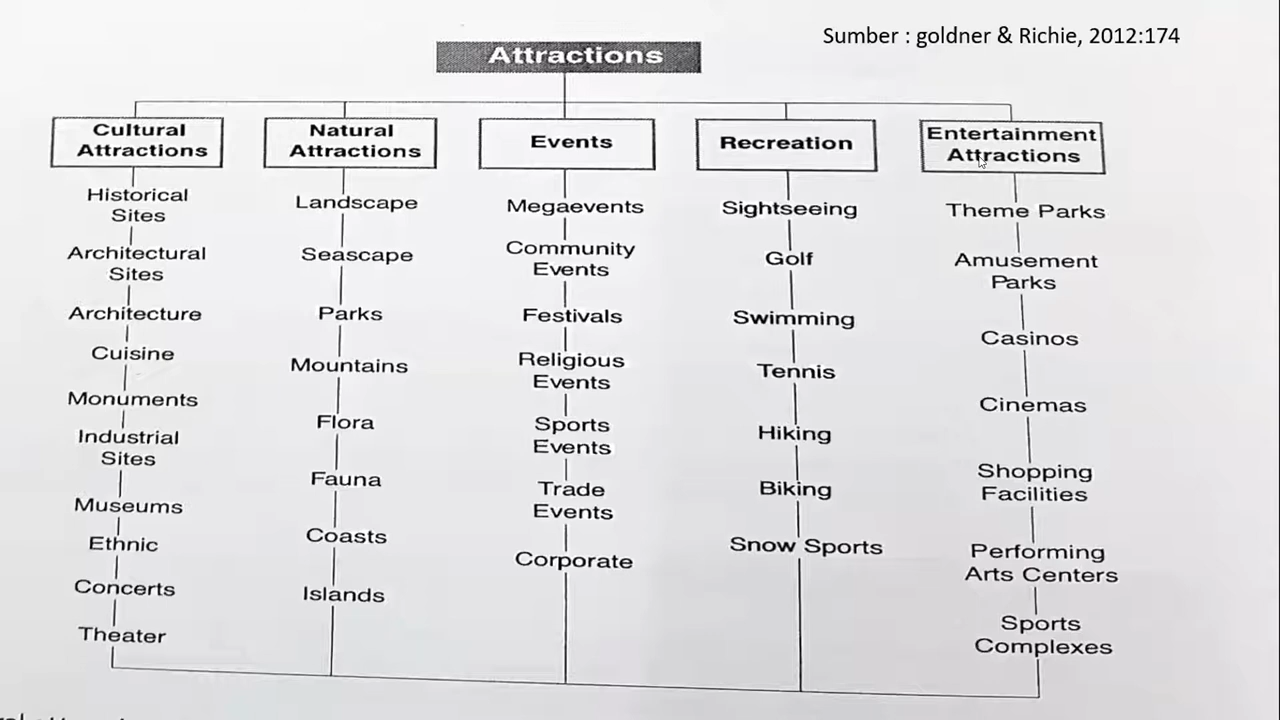 Sumber : goldner & Richie, 2012:174
Attractions
Cultural
Attractions
Historical
Sites
Architectural
Sites
Architecture
Cuisine
Monuments
Industrial
Sites
Museums
Ethnic
Concerts
Theater
Natural
Attractions
Landscape
Seascape
Parks
Mountains
Flora
Fauna
Coasts
Islands
Events
Megaevents
Community
Events
Festivals
Religious
Events
Sports
Events
Trade
Events
Corporate
Recreation
Sightseeing
Golf
Swimming
Tennis
Hiking
Biking
Snow Sports
Entertainment
Attractions
Theme Parks
Amusement
Parks
Casinos
Cinemas
Shopping
Facilities
Performing
Arts Centers
Sports
Complexes